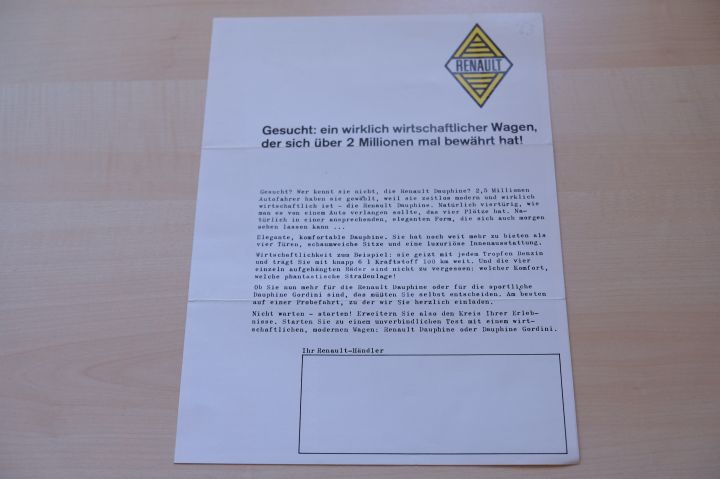 RENAULT
Gesucht: ein wirklich wirtschaftlicher Wagen,
der sich über 2 Millionen mal bewährt hat!
Gesucht? Wer kennt sie nicht, die Renault Dauphine? 2,5 Millionen
Autofahrer haben sie gewählt, weil sie zeitlos modern und wirklich
wirtschaftlich ist - die Renault Dauphine. Natürlich viertürig, wie
man es von einem Auto verlangen sollte, das vier Plätze hat. Na-
türlich in einer ansprechenden, eleganten Form, die sich auch morgen
sehen lassen kann ...
Elegante, komfortable Dauphine. Sie hat noch weit mehr zu bieten als
vier Türen, schaumweiche Sitze und eine luxuriöse Innenausstattung.
Wirtschaftlichkeit zum Beispiel: sie geizt mit jedem Tropfen Benzin
und trägt Sie mit knapp 6 l Kraftstoff 100 km weit. Und die vier
einzeln aufgehängten Räder sind nicht zu vergessen: welcher Komfort,
welche phantastische Straßenlage!
Ob Sie nun mehr für die Renault Dauphine oder für die sportliche
Dauphine Gordini sind, das müßten Sie selbst entscheiden. Am besten
auf einer Probefahrt, zu der wir Sie herzlich einladen.
Nicht warten - starten! Erweitern Sie also den Kreis Ihrer Erleb-
nisse. Starten Sie zu einem unverbindlichen Test mit einem wirt-
schaftlichen, modernen Wagen: Renault Dauphine oder Dauphine Gordini.
Ihr Renault-Händler